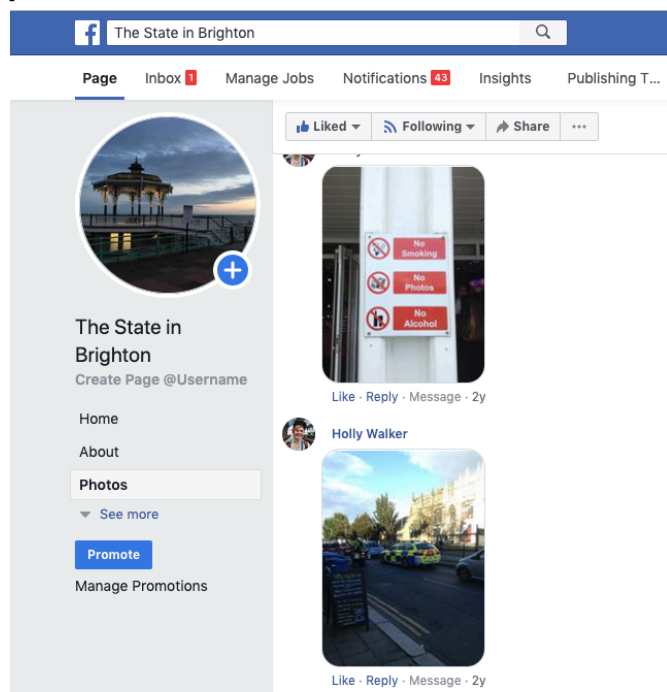 f The State in Brighton
Page Inbox 1 Manage Jobs Notifications 43 Insights Publishing T...
Liked Following Share ...
No Smoking
No Photos
No Alcohol
Like · Reply · Message · 2y
The State in
Brighton
Create Page @Username
Home
About
Photos
See more
Promote
Manage Promotions
Holly Walker
Like · Reply · Message · 2y